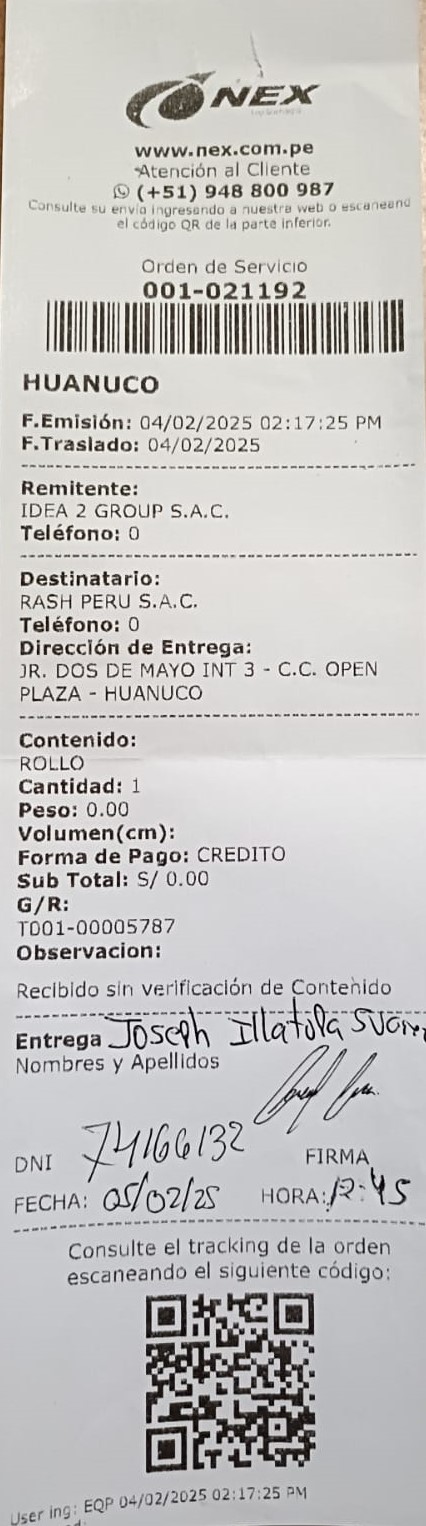 NEX
www.nex.com.pe
Atención al Cliente
(+51) 948 800 987
Consulte su envío ingresando a nuestra web o escaneand
el código QR de la parte inferior.
Orden de Servicio
001-021192
HUANUCO
F.Emisión: 04/02/2025 02:17:25 PM
F.Traslado: 04/02/2025
Remitente:
IDEA 2 GROUP S.A.C.
Teléfono: 0
Destinatario:
RASH PERU S.A.C.
Teléfono: 0
Dirección de Entrega:
JR. DOS DE MAYO INT 3 - C.C. OPEN
PLAZA - HUANUCO
Contenido:
ROLLO
Cantidad: 1
Peso: 0.00
Volumen(cm):
Forma de Pago: CREDITO
Sub Total: S/ 0.00
G/R:
T001-00005787
Observacion:
Recibido sin verificación de Contenido
Entrega Joseph Illatopa
Nombres y Apellidos
DNI 74166132 FIRMA
FECHA: 05/02/25 HORA: 12:45
Consulte el tracking de la orden
escaneando el siguiente código:
User ing: EQP 04/02/2025 02:17:25 PM